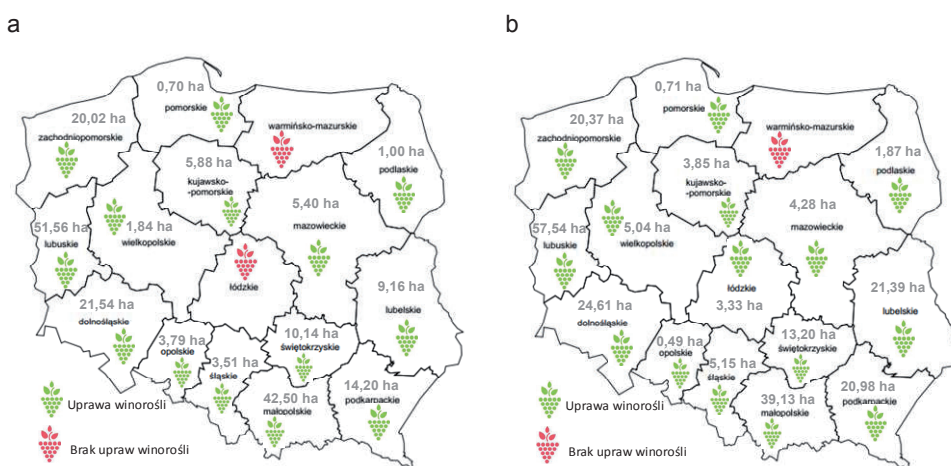 a
0,70 ha
pomorskie
20,02 ha
zachodniopomorskie
warmińsko-mazurskie
1,00 ha
podlaskie
5,88 ha
kujawsko-
-pomorskie
5,40 ha
mazowieckie
51,56 ha
lubuskie
1,84 ha
wielkopolskie
łódzkie
9,16 ha
lubelskie
21,54 ha
dolnośląskie
3,79 ha
opolskie
3,51 ha
śląskie
10,14 ha
świętokrzyskie
42,50 ha
małopolskie
14,20 ha
podkarpackie
Uprawa winorośli
Brak upraw winorośli
b
0,71 ha
pomorskie
20,37 ha
zachodniopomorskie
warmińsko-mazurskie
1,87 ha
podlaskie
3,85 ha
kujawsko-
-pomorskie
4,28 ha
mazowieckie
57,54 ha
lubuskie
5,04 ha
wielkopolskie
łódzkie
3,33 ha
21,39 ha
lubelskie
24,61 ha
dolnośląskie
0,49 ha
opolskie
5,15 ha
śląskie
13,20 ha
świętokrzyskie
39,13 ha
małopolskie
20,98 ha
podkarpackie
Uprawa winorośli
Brak upraw winorośli